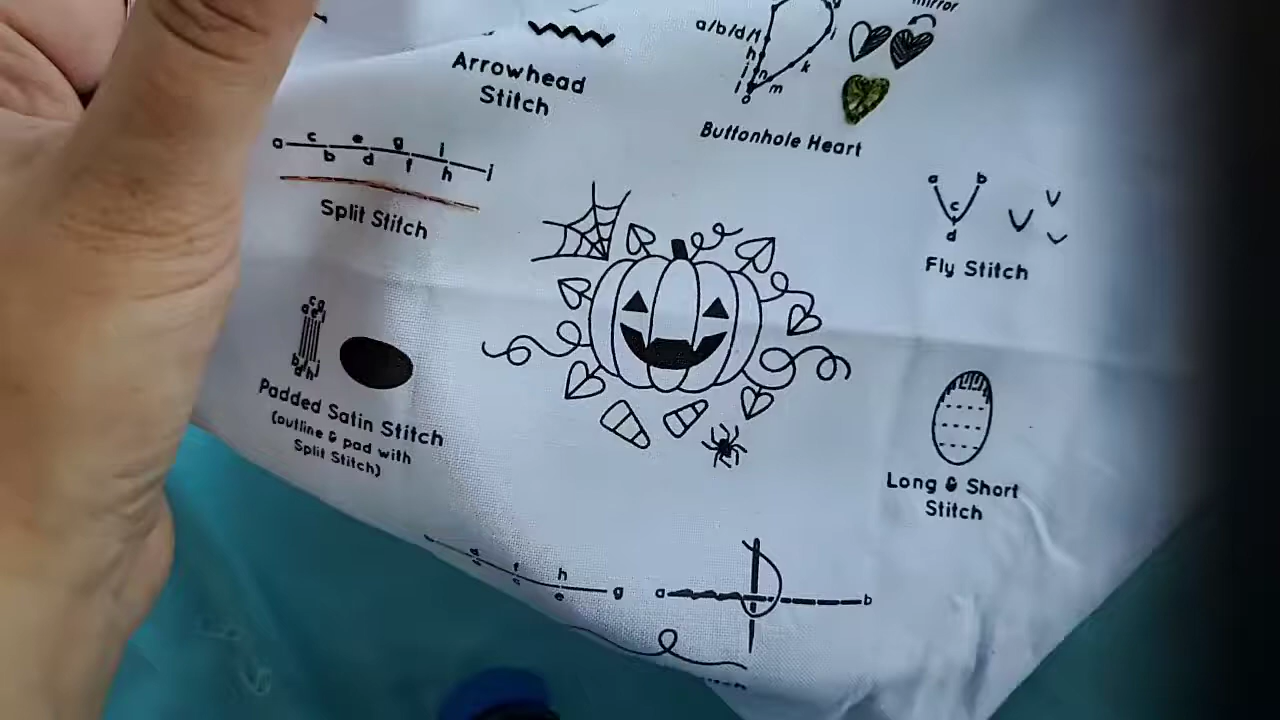 mirror
a/b/d/f
h
j
l
n
k
m
o
Arrowhead
Stitch
Buttonhole Heart
a c e g i j
b d f h
Split Stitch
a b
c
d
Fly Stitch
Padded Satin Stitch
(outline & pad with
Split Stitch)
Long & Short
Stitch
f h g
e
a b